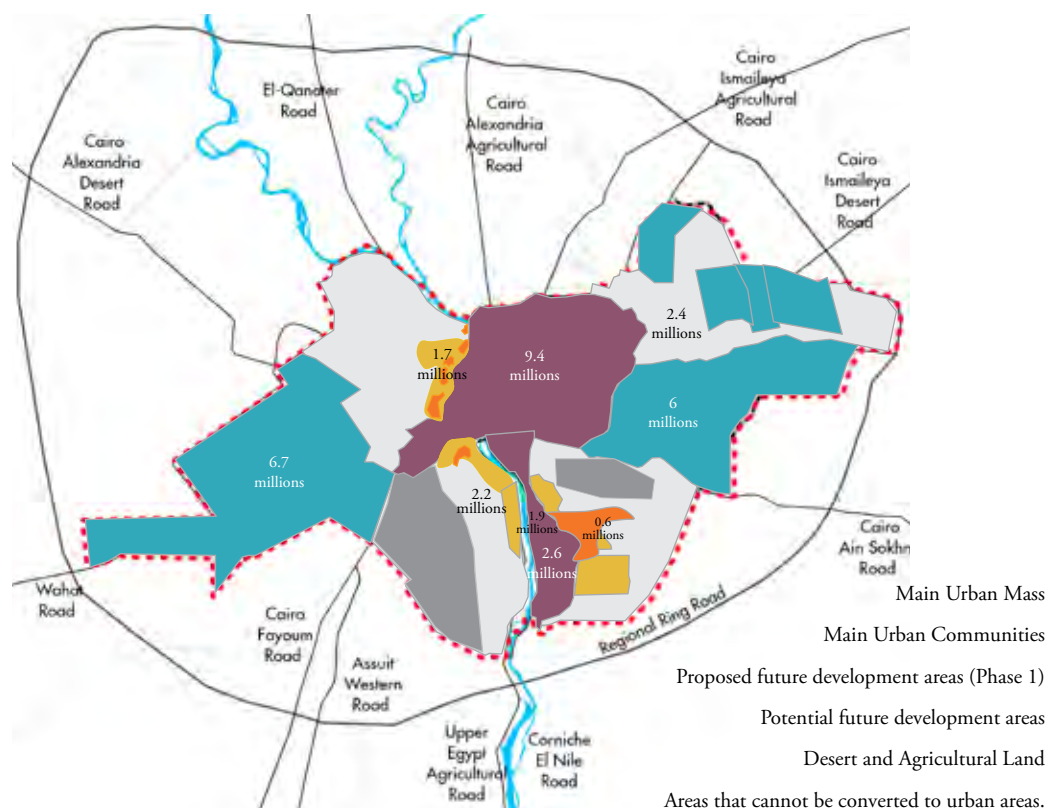 Cairo
Ismaileya
Agricultural
Road
El-Qanater
Road
Cairo
Alexandria
Agricultural
Road
Cairo
Alexandria
Desert
Road
Cairo
Ismaileya
Desert
Road
2.4
millions
1.7
millions
9.4
millions
6
millions
6.7
millions
2.2
millions
1.9
millions
0.6
millions
2.6
millions
Cairo
Ain Sokhn
Road
Wahat
Road
Cairo
Fayoum
Road
Regional Ring Road
Assuit
Western
Road
Upper
Egypt
Agricultural
Road
Corniche
El Nile
Road
Main Urban Mass
Main Urban Communities
Proposed future development areas (Phase 1)
Potential future development areas
Desert and Agricultural Land
Areas that cannot be converted to urban areas.